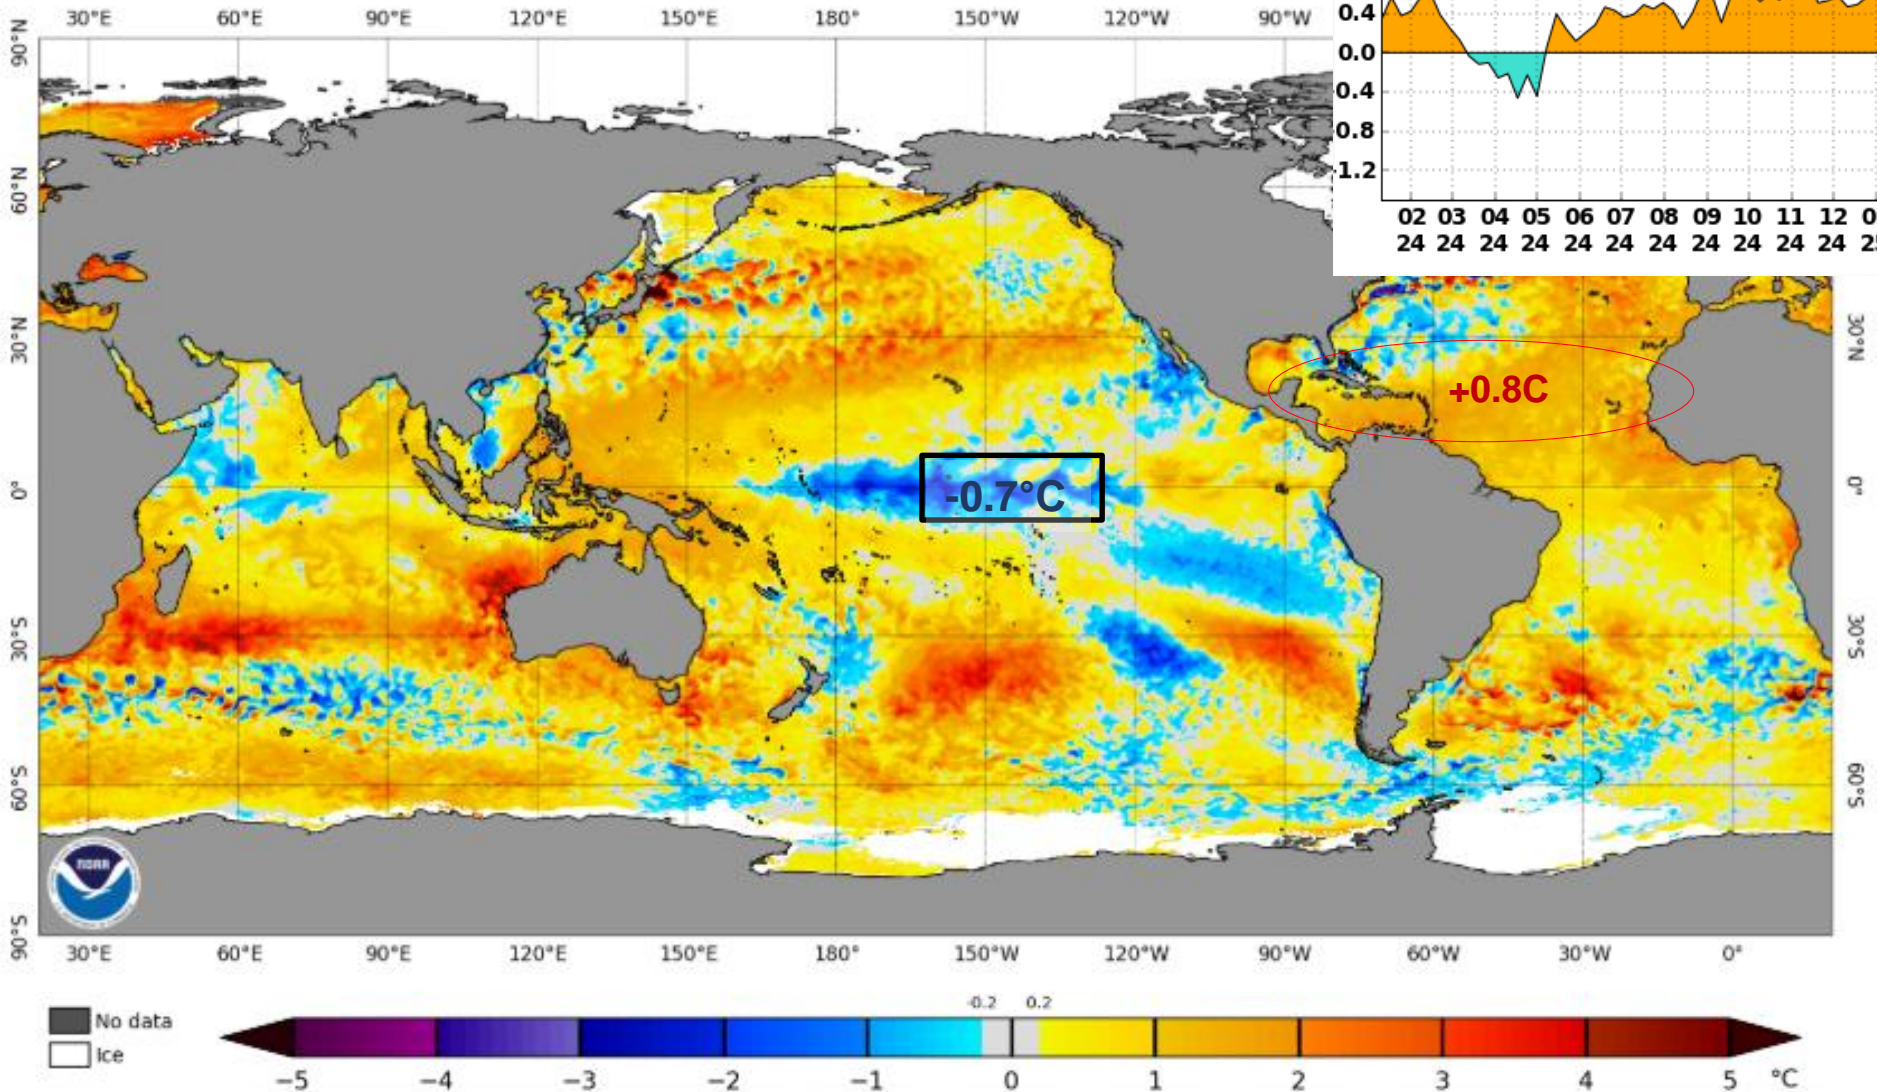 30°E 60°E 90°E 120°E 150°E 180° 150°W 120°W 90°W
0.4
0.0
0.4
0.8
1.2
02 03 04 05 06 07 08 09 10 11 12
24 24 24 24 24 24 24 24 24 24 24
90°N
60°N
30°N
0°
30°S
60°S
90°S
30°N
0°
30°S
60°S
+0.8C
-0.7°C
NOAA
30°E 60°E 90°E 120°E 150°E 180° 150°W 120°W 90°W 60°W 30°W 0°
-0.2 0.2
No data
Ice
−5 −4 −3 −2 −1 0 1 2 3 4 5 °C